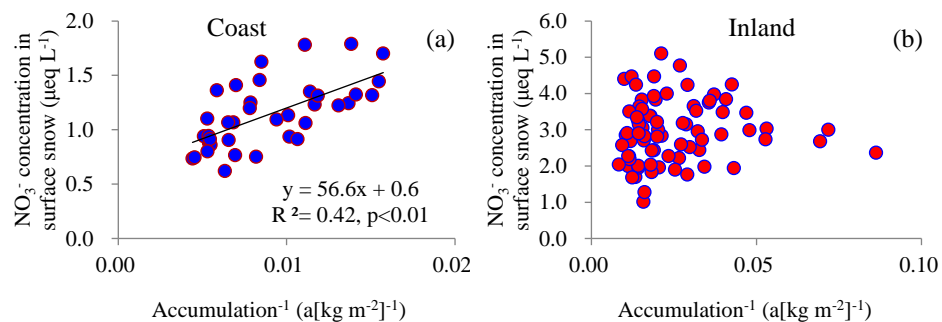 Coast
(a)
NO₃⁻ concentration in
surface snow (μeq L⁻¹)
2.0
1.5
1.0
0.5
0.0
y = 56.6x + 0.6
R ²= 0.42, p<0.01
0.00
0.01
0.02
Accumulation⁻¹ (a[kg m⁻²]⁻¹)
Inland
(b)
NO₃⁻ concentration in
surface snow (μeq L⁻¹)
6.0
5.0
4.0
3.0
2.0
1.0
0.0
0.00
0.05
0.10
Accumulation⁻¹ (a[kg m⁻²]⁻¹)